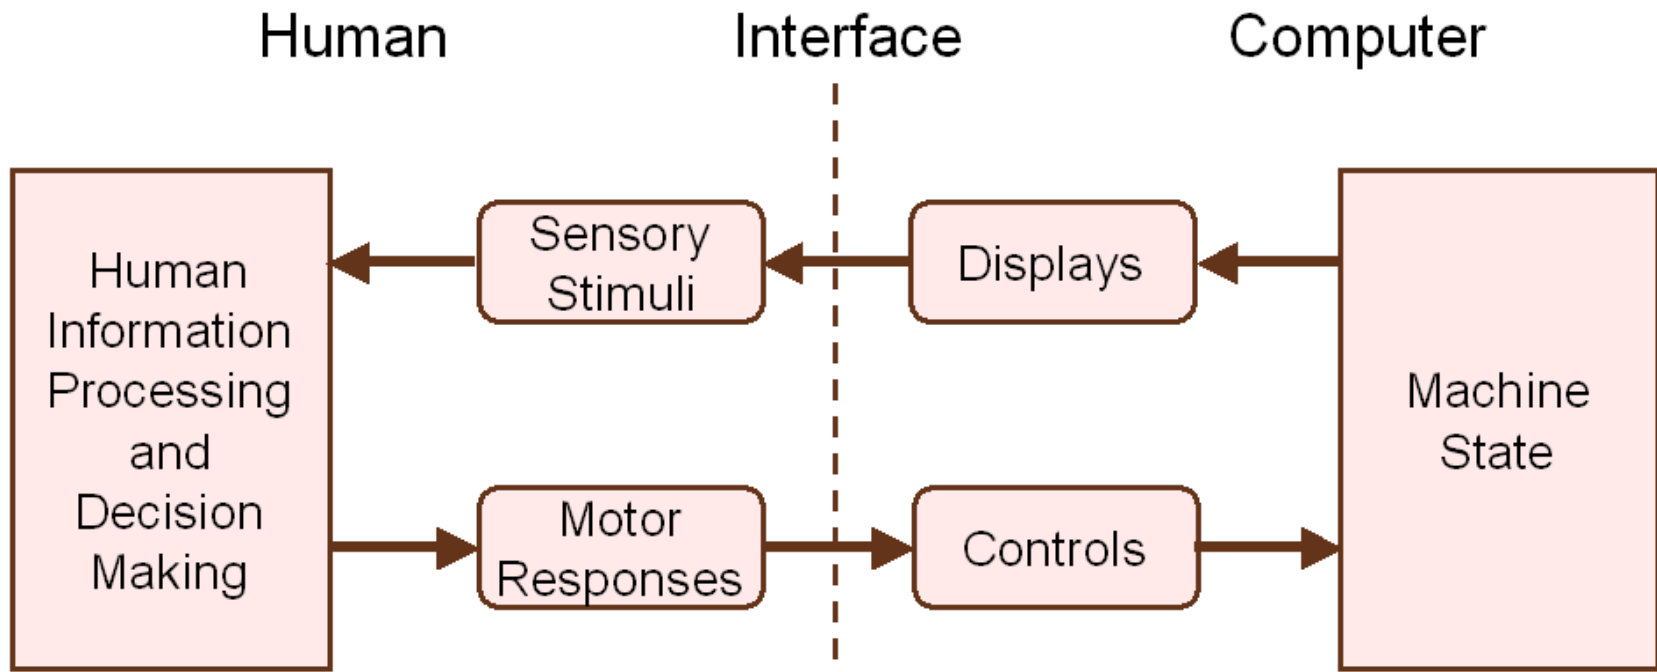 Human Interface Computer
Human
Information
Processing
and
Decision
Making
Sensory
Stimuli
Displays
Motor
Responses
Controls
Machine
State